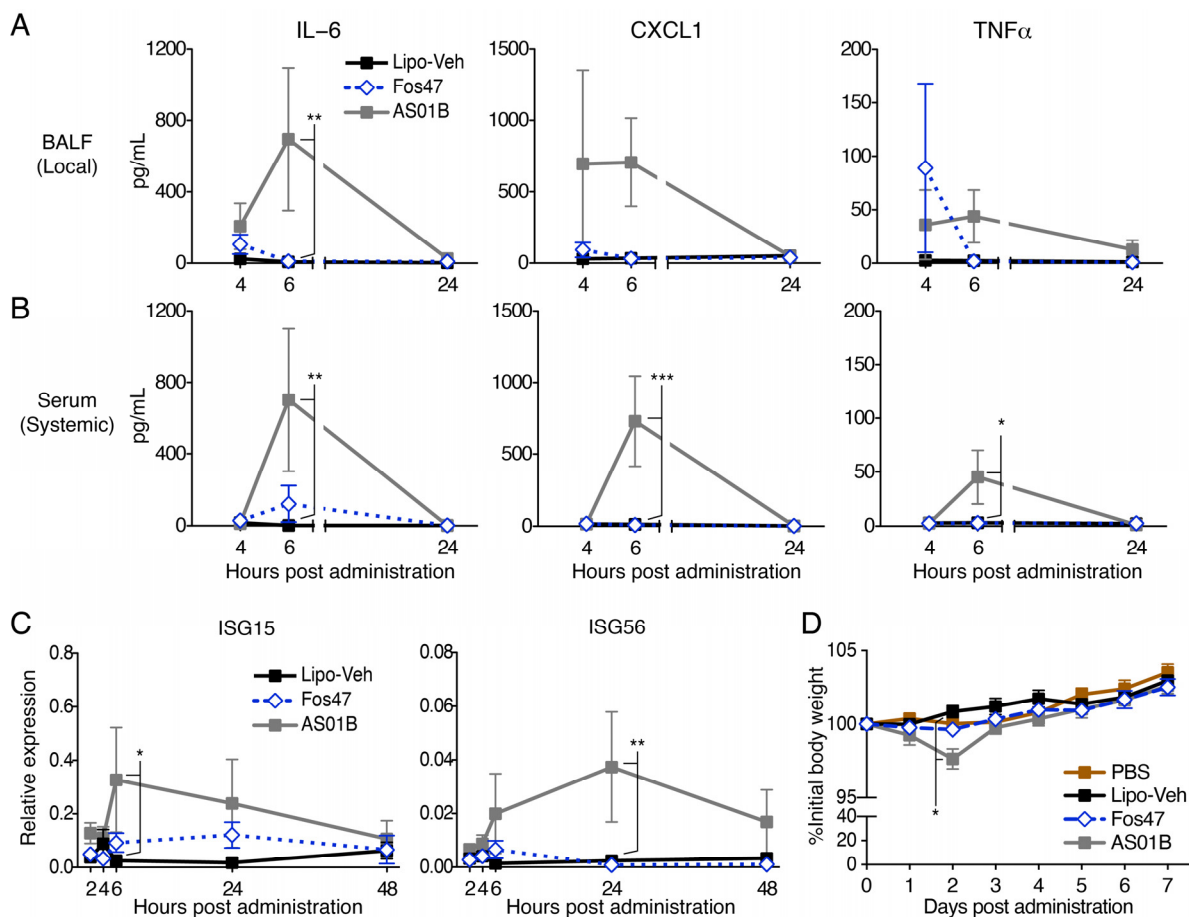 A
IL−6
CXCL1
TNFα
BALF
(Local)
pg/mL
1200
800
400
0
Lipo-Veh
Fos47
AS01B
**
4
6
24
1500
1000
500
0
4
6
24
200
150
100
50
0
4
6
24
B
Serum
(Systemic)
pg/mL
1200
800
400
0
**
4
6
24
Hours post administration
1500
1000
500
0
***
4
6
24
Hours post administration
200
150
100
50
0
*
4
6
24
Hours post administration
C
ISG15
Relative expression
0.8
0.6
0.4
0.2
0.0
Lipo-Veh
Fos47
AS01B
*
2 4 6
24
48
Hours post administration
ISG56
0.08
0.06
0.04
0.02
0.00
**
2 4 6
24
48
Hours post administration
D
%Initial body weight
105
100
95
40
20
0
*
PBS
Lipo-Veh
Fos47
AS01B
0 1 2 3 4 5 6 7
Days post administration